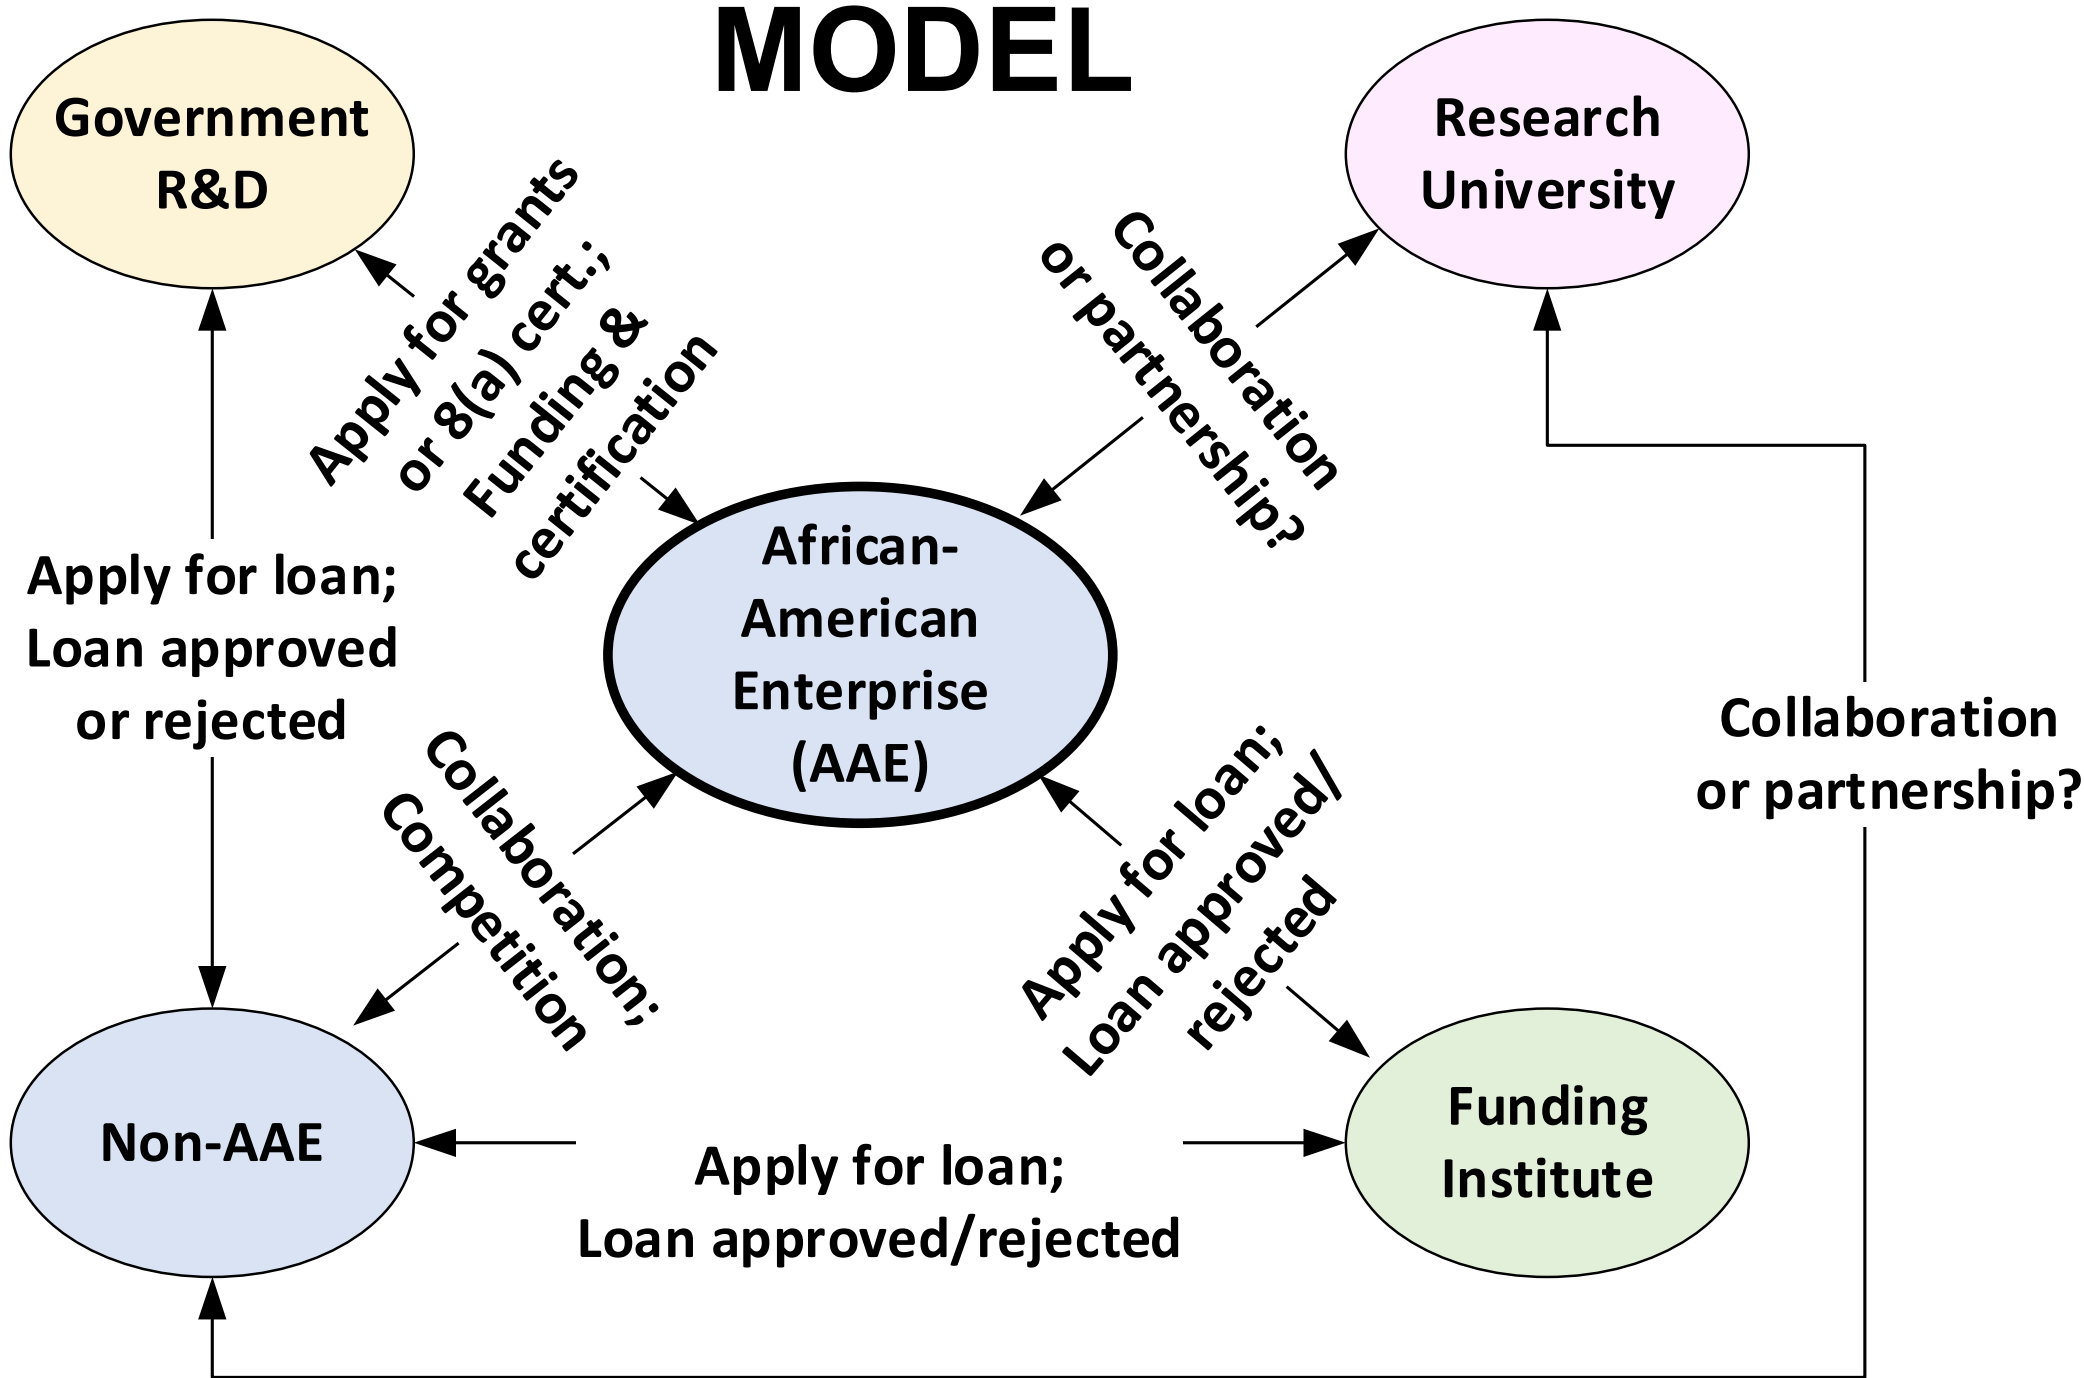 MODEL
Government
R&D
Research
University
Apply for grants
or 8(a) cert.;
Funding &
certification
Collaboration
or partnership?
African-
American
Enterprise
(AAE)
Apply for loan;
Loan approved
or rejected
Collaboration
or partnership?
Collaboration;
Competition
Apply for loan;
Loan approved/
rejected
Non-AAE
Apply for loan;
Loan approved/rejected
Funding
Institute